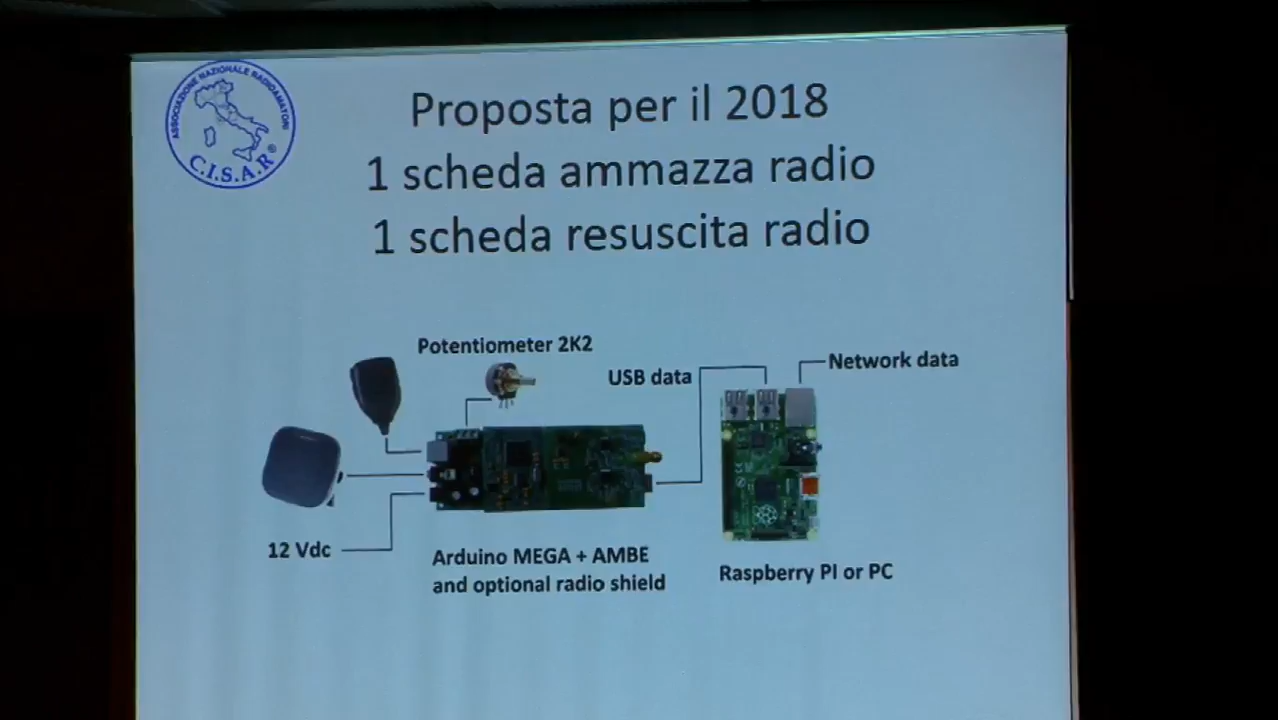 ASSOCIAZIONE NAZIONALE RADIOAMATORI
C.I.S.A.R®
Proposta per il 2018
1 scheda ammazza radio
1 scheda resuscita radio
Potentiometer 2K2
USB data
Network data
12 Vdc
Arduino MEGA + AMBE
and optional radio shield
Raspberry PI or PC